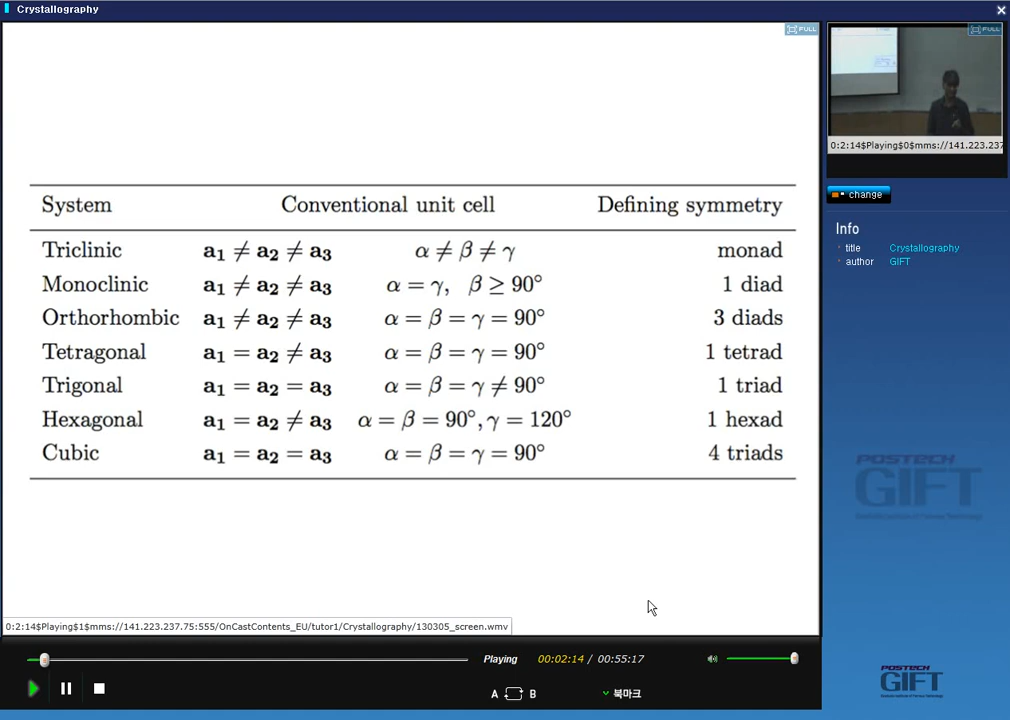 Crystallography
FULL
FULL
System Conventional unit cell Defining symmetry
Triclinic a₁ ≠ a₂ ≠ a₃ α ≠ β ≠ γ monad
Monoclinic a₁ ≠ a₂ ≠ a₃ α = γ, β ≥ 90° 1 diad
Orthorhombic a₁ ≠ a₂ ≠ a₃ α = β = γ = 90° 3 diads
Tetragonal a₁ = a₂ ≠ a₃ α = β = γ = 90° 1 tetrad
Trigonal a₁ = a₂ = a₃ α = β = γ ≠ 90° 1 triad
Hexagonal a₁ = a₂ ≠ a₃ α = β = 90°, γ = 120° 1 hexad
Cubic a₁ = a₂ = a₃ α = β = γ = 90° 4 triads
0:2:14$Playing$1$mms://141.223.237.75:555/OnCastContents_EU/tutor1/Crystallography/130305_screen.wmv
Playing 00:02:14 / 00:55:17
A B 북마크
0:2:14$Playing$0$mms://141.223.237
change
Info
title Crystallography
author GIFT
POSTECH
GIFT
POSTECH
GIFT